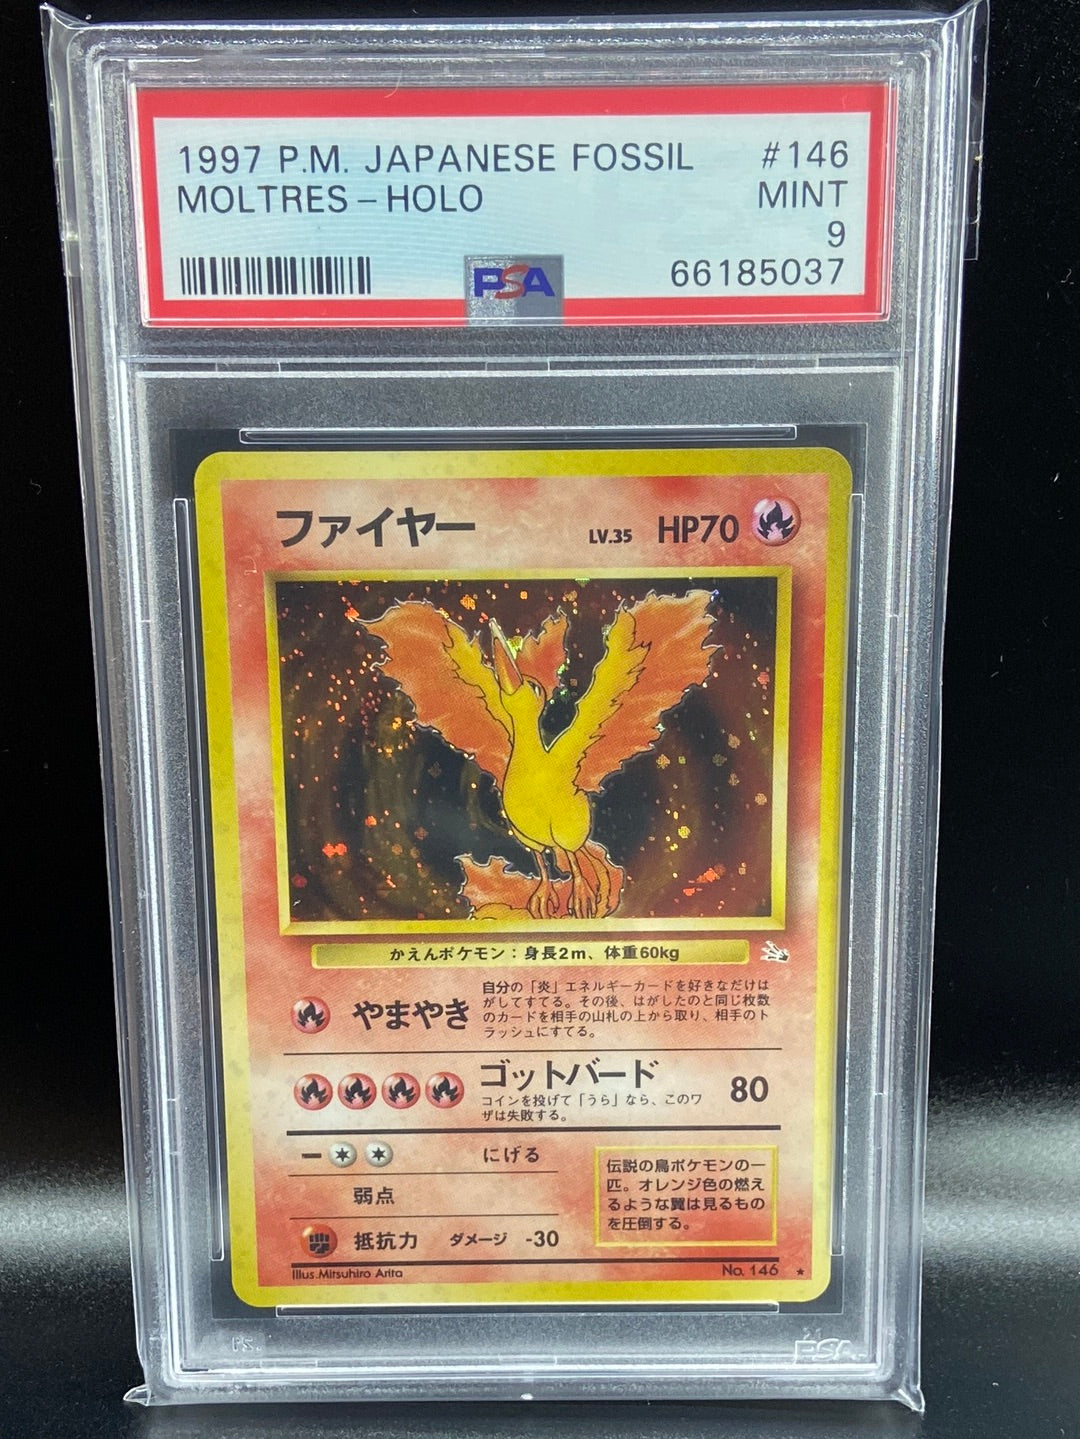 1997 P.M. JAPANESE FOSSIL #146
MOLTRES - HOLO MINT
9
PSA 66185037
ファイヤー LV.35 HP70
かえんポケモン：身長2m、体重60kg
やまやき
自分の「炎」エネルギーカードを好きなだけは
がしてすてる。その後、はがしたのと同じ枚数
のカードを相手の山札の上から取り、相手のト
ラッシュにすてる。
ゴットバード 80
コインを投げて「うら」なら、このワ
ザは失敗する。
にげる
弱点
抵抗力 ダメージ -30
伝説の鳥ポケモンの一
匹。オレンジ色の燃え
るような翼は見るもの
を圧倒する。
Illus.Mitsuhiro Arita No. 146 ★
PSA